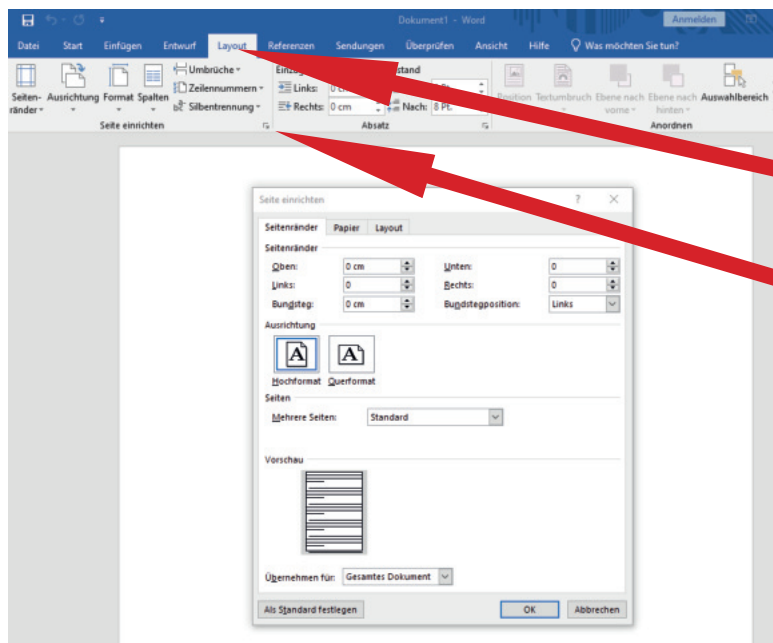 Dokument1 - Word
Anmelden
Datei Start Einfügen Entwurf Layout Referenzen Sendungen Überprüfen Ansicht Hilfe Was möchten Sie tun?
Seiten-
ränder
Ausrichtung Format Spalten
Umbrüche
Zeilennummern
Silbentrennung
Seite einrichten
Links: 0 cm
Rechts: 0 cm
Nach: 8 Pt.
Absatz
Position Textumbruch Ebene nach
vorne
Ebene nach
hinten
Auswahlbereich
Anordnen
Seite einrichten ?
Seitenränder Papier Layout
Seitenränder
Oben: 0 cm Unten: 0
Links: 0 Rechts: 0
Bundsteg: 0 cm Bundstegposition: Links
Ausrichtung
A A
Hochformat Querformat
Seiten
Mehrere Seiten: Standard
Vorschau
Übernehmen für: Gesamtes Dokument
Als Standard festlegen OK Abbrechen